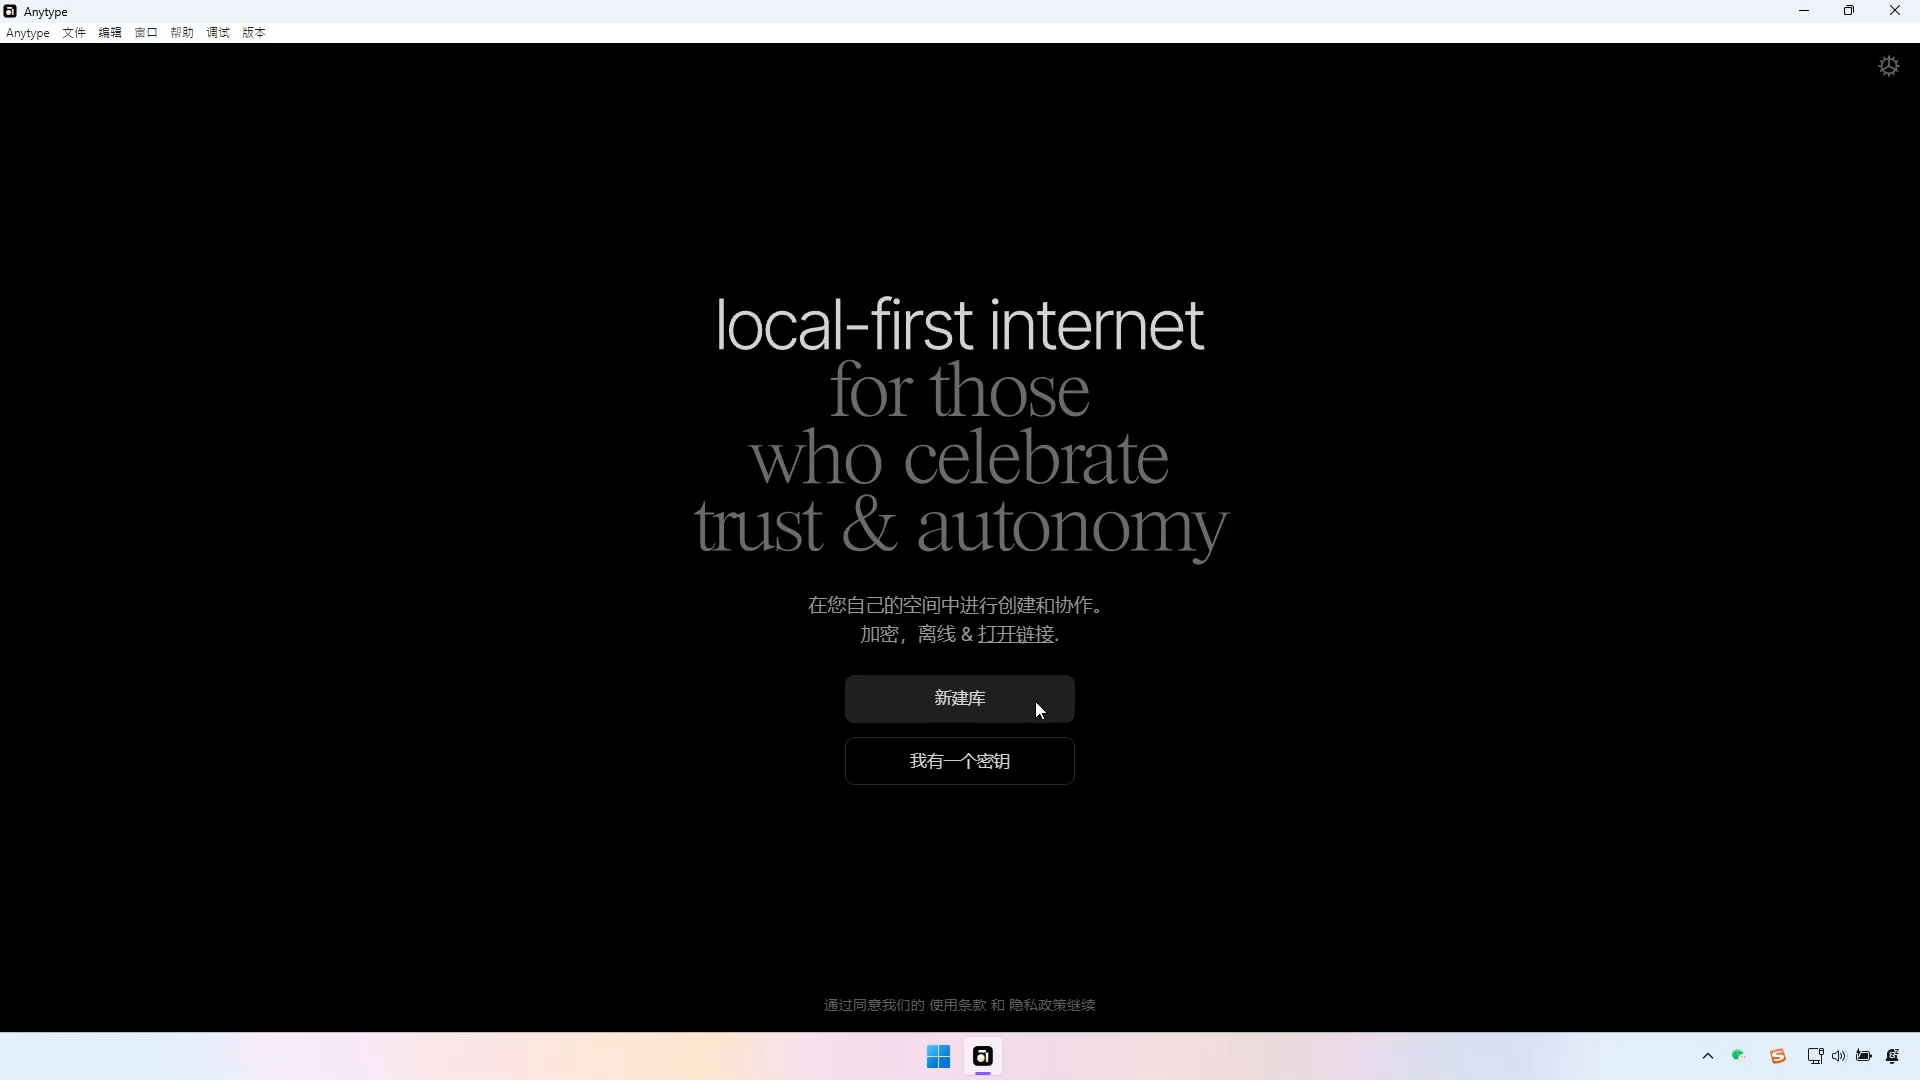 Anytype
Anytype 文件 编辑 窗口 帮助 调试 版本
local-first internet
for those
who celebrate
trust & autonomy
在您自己的空间中进行创建和协作。
加密，离线 & 打开链接.
新建库
我有一个密钥
通过同意我们的 使用条款 和 隐私政策继续